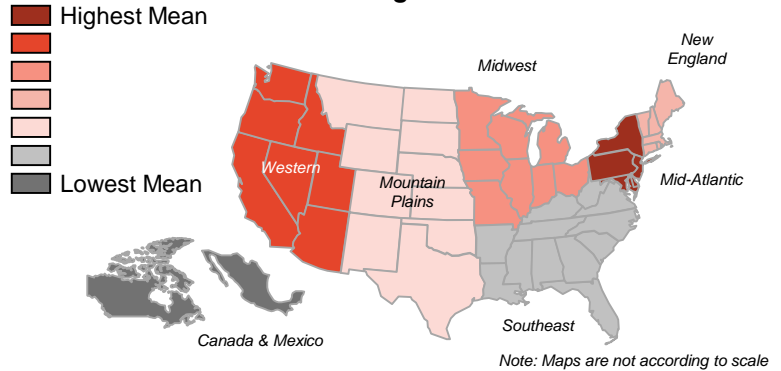 Highest Mean
Lowest Mean
New
England
Midwest
Western
Mountain
Plains
Mid-Atlantic
Southeast
Canada & Mexico
Note: Maps are not according to scale